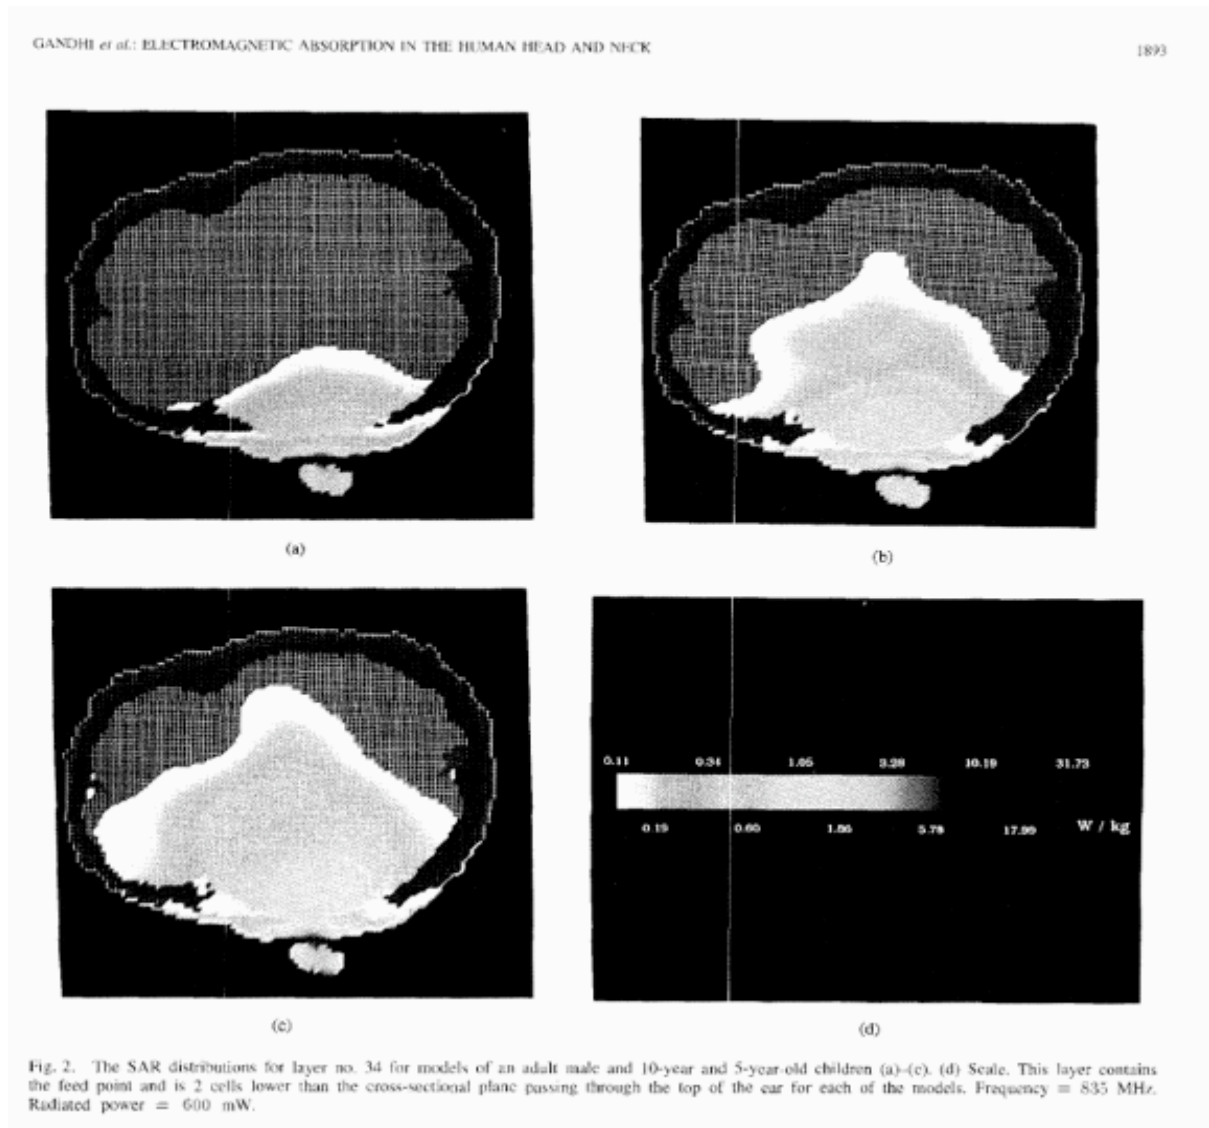 GANDHI et al.: ELECTROMAGNETIC ABSORPTION IN THE HUMAN HEAD AND NECK
1893
(a)
(b)
0.11 0.34 1.05 3.28 10.19 31.73
0.19 0.60 1.86 5.78 17.99 W / kg
(c)
(d)
Fig. 2. The SAR distributions for layer no. 34 for models of an adult male and 10-year and 5-year-old children (a)–(c). (d) Scale. This layer contains
the feed point and is 2 cells lower than the cross-sectional plane passing through the top of the ear for each of the models. Frequency = 835 MHz.
Radiated power = 600 mW.